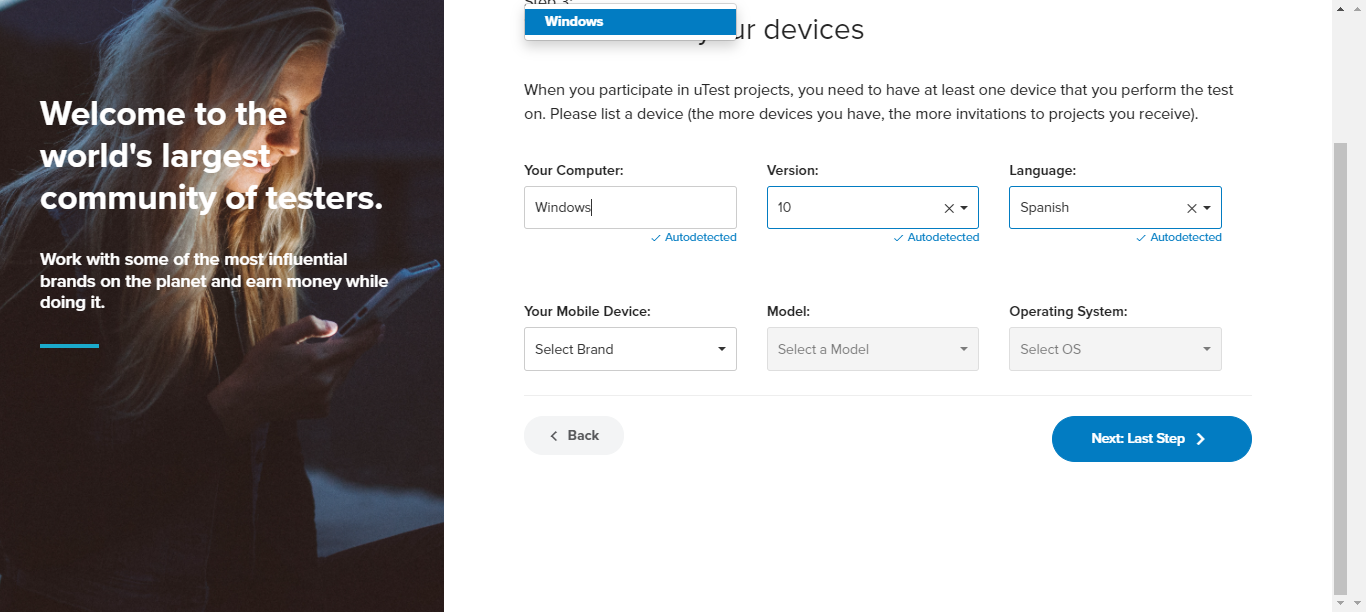 Welcome to the
world's largest
community of testers.
Work with some of the most influential
brands on the planet and earn money while
doing it.
Step 3:
Windows
ur devices
When you participate in uTest projects, you need to have at least one device that you perform the test
on. Please list a device (the more devices you have, the more invitations to projects you receive).
Your Computer:
Version:
Language:
Windows
10
Spanish
Autodetected
Autodetected
Autodetected
Your Mobile Device:
Model:
Operating System:
Select Brand
Select a Model
Select OS
Back
Next: Last Step